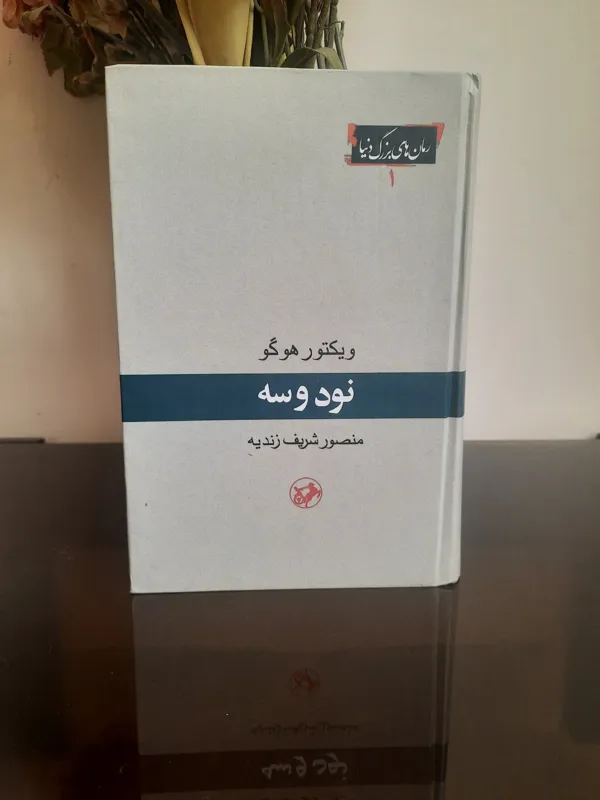 رمان های بزرگ دنیا
۱
ویکتور هوگو
نود و سه
منصور شریف زندیه